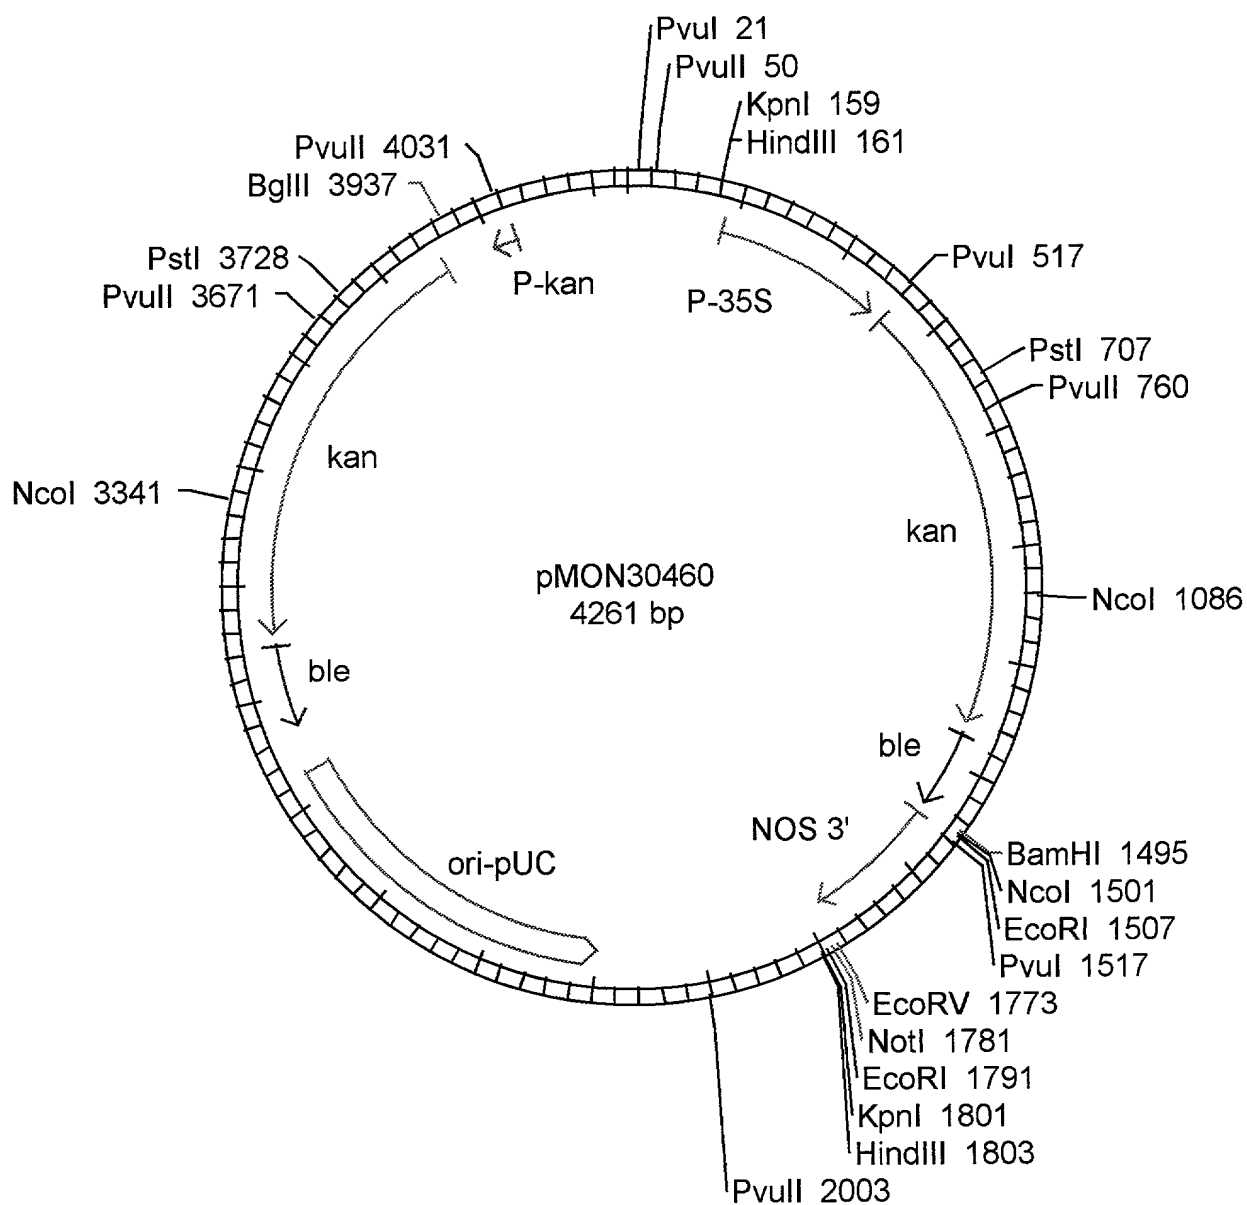 PvuI 21
PvuII 50
KpnI 159
HindIII 161
PvuII 4031
BglII 3937
PstI 3728
PvuII 3671
P-kan
P-35S
PvuI 517
PstI 707
PvuII 760
kan
NcoI 3341
kan
pMON30460
4261 bp
NcoI 1086
ble
ble
NOS 3'
ori-pUC
BamHI 1495
NcoI 1501
EcoRI 1507
PvuI 1517
EcoRV 1773
NotI 1781
EcoRI 1791
KpnI 1801
HindIII 1803
PvuII 2003